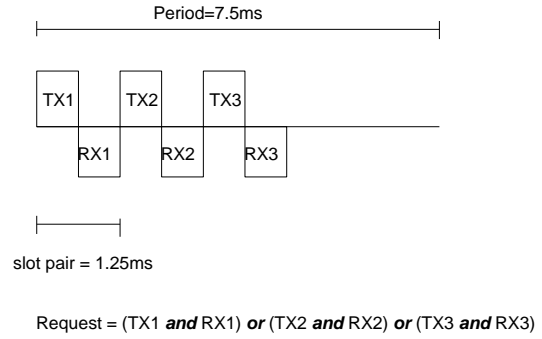 Period=7.5ms
TX1 TX2 TX3
RX1 RX2 RX3
slot pair = 1.25ms
Request = (TX1 and RX1) or (TX2 and RX2) or (TX3 and RX3)